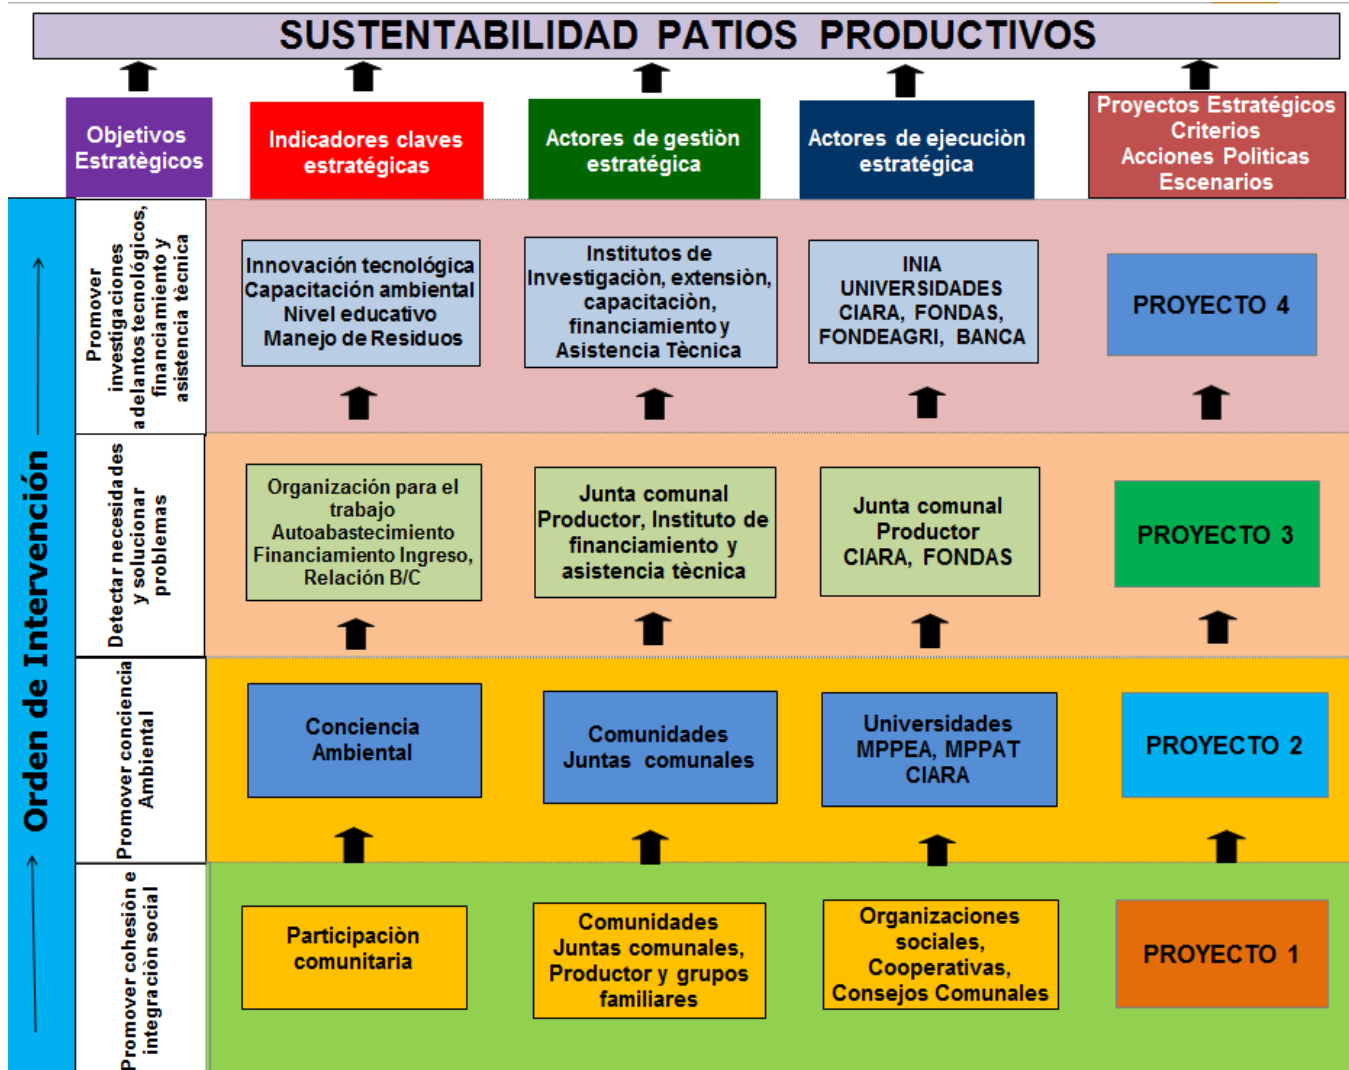 SUSTENTABILIDAD PATIOS PRODUCTIVOS
Objetivos
Estratègicos
Indicadores claves
estratégicas
Actores de gestiòn
estratégica
Actores de ejecuciòn
estratégica
Proyectos Estratégicos
Criterios
Acciones Politicas
Escenarios
Orden de Intervención
Promover
investigaciones
adelantos tecnológicos,
financiamiento y
asistencia tècnica
Innovación tecnológica
Capacitación ambiental
Nivel educativo
Manejo de Residuos
Institutos de
Investigaciòn, extensiòn,
capacitaciòn,
financiamiento y
Asistencia Tècnica
INIA
UNIVERSIDADES
CIARA, FONDAS,
FONDEAGRI, BANCA
PROYECTO 4
Detectar necesidades
y solucionar
problemas
Organización para el
trabajo
Autoabastecimiento
Financiamiento Ingreso,
Relación B/C
Junta comunal
Productor, Instituto de
financiamiento y
asistencia tècnica
Junta comunal
Productor
CIARA, FONDAS
PROYECTO 3
Promover conciencia
Ambiental
Conciencia
Ambiental
Comunidades
Juntas comunales
Universidades
MPPEA, MPPAT
CIARA
PROYECTO 2
Promover cohesiòn e
integraciòn social
Participaciòn
comunitaria
Comunidades
Juntas comunales,
Productor y grupos
familiares
Organizaciones
sociales,
Cooperativas,
Consejos Comunales
PROYECTO 1